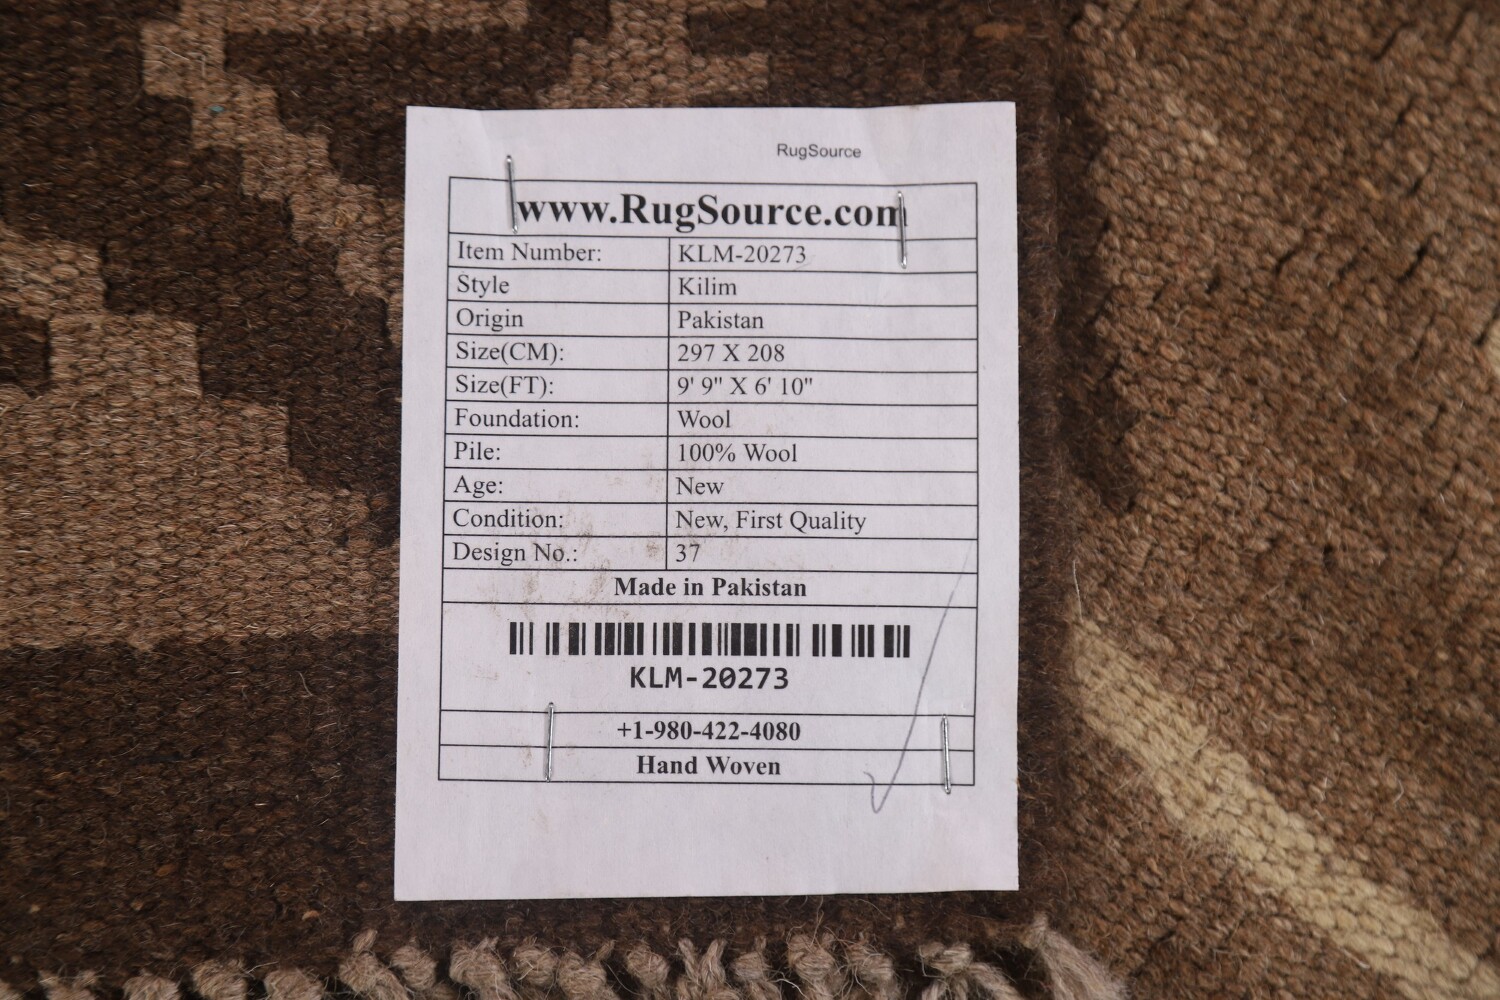 RugSource
www.RugSource.com
Item Number: KLM-20273
Style Kilim
Origin Pakistan
Size(CM): 297 X 208
Size(FT): 9' 9" X 6' 10"
Foundation: Wool
Pile: 100% Wool
Age: New
Condition: New, First Quality
Design No.: 37
Made in Pakistan
KLM-20273
+1-980-422-4080
Hand Woven